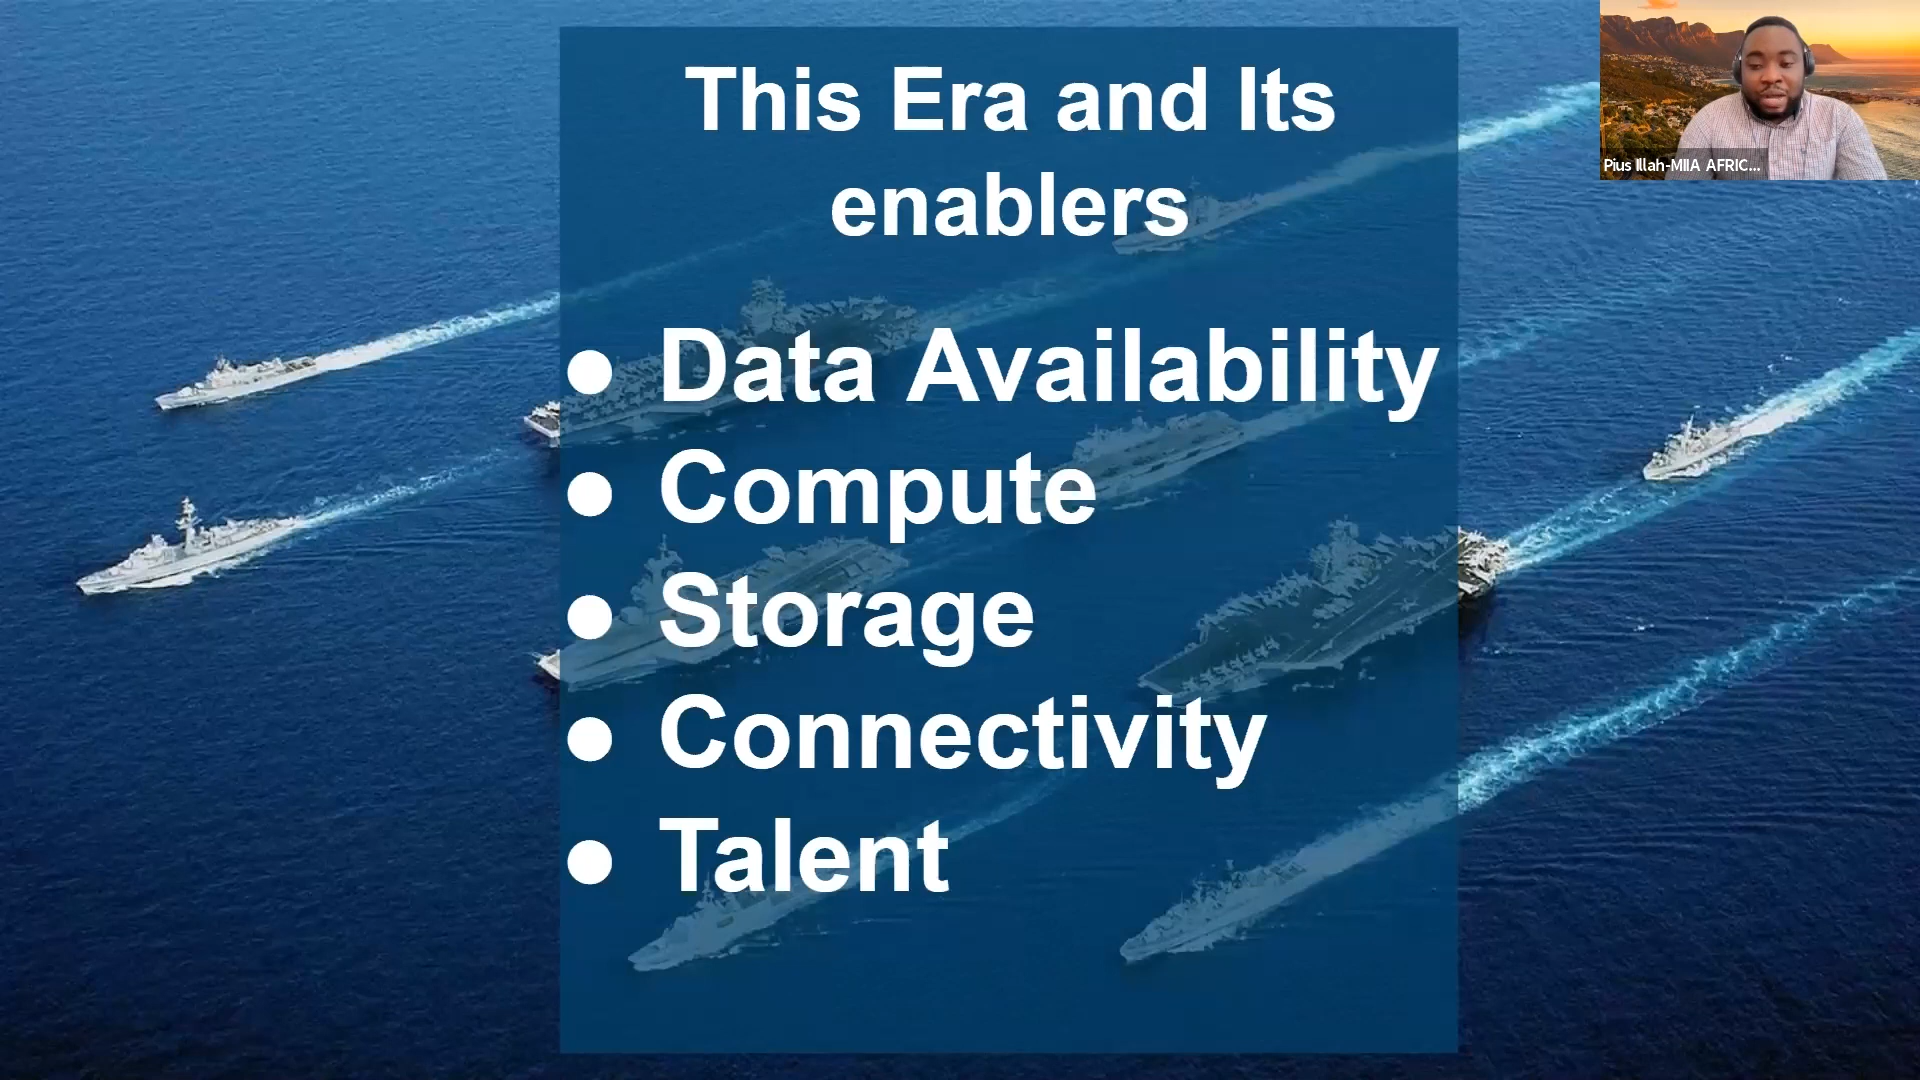 This Era and Its
enablers
● Data Availability
● Compute
● Storage
● Connectivity
● Talent
Pius Illah-MIIA AFRIC...